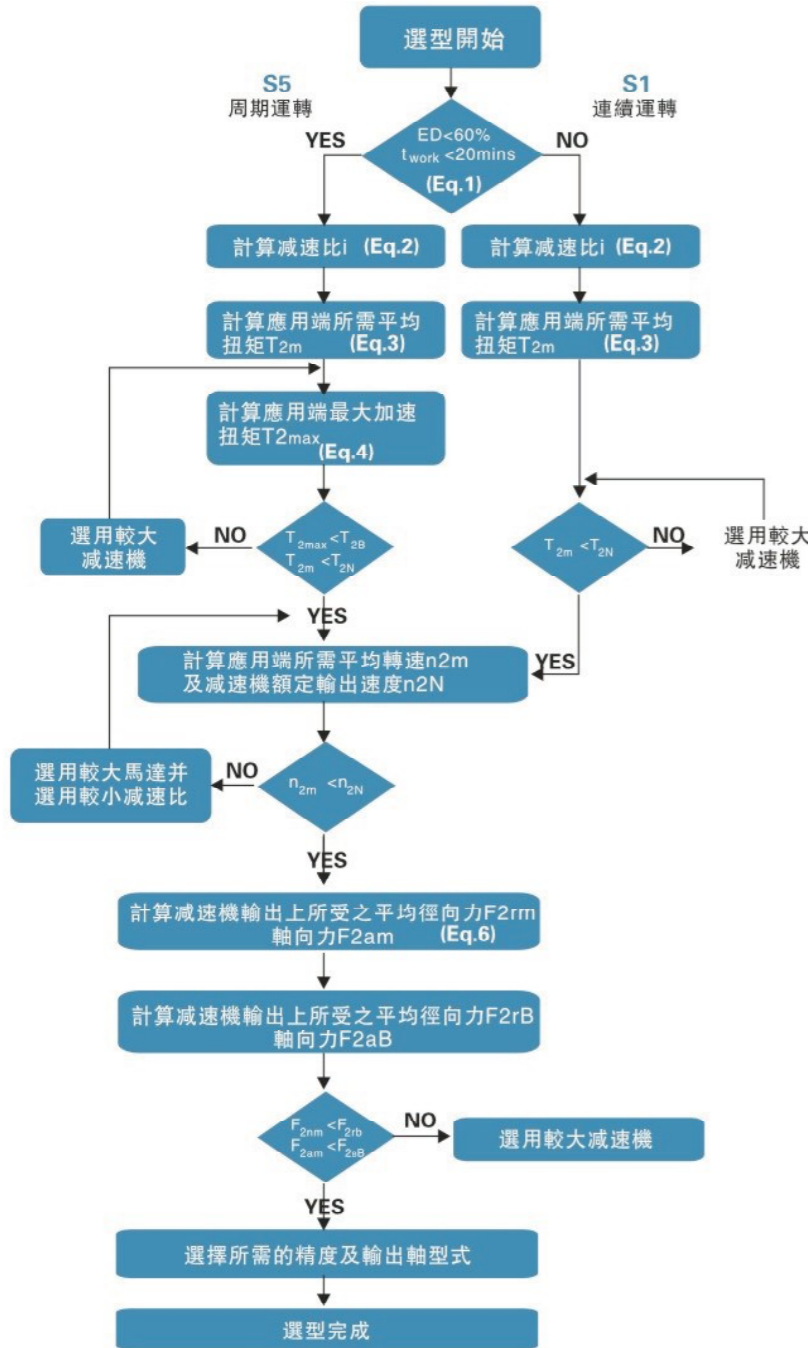 選型開始
S5
周期運轉
S1
連續運轉
YES
ED<60%
t work <20mins
(Eq.1)
NO
計算减速比i (Eq.2)
計算减速比i (Eq.2)
計算應用端所需平均
扭矩T2m (Eq.3)
計算應用端所需平均
扭矩T2m (Eq.3)
計算應用端最大加速
扭矩T2max
(Eq.4)
選用較大
减速機
NO
T2max<T2B
T2m <T2N
T2m <T2N
NO
選用較大
减速機
YES
計算應用端所需平均轉速n2m
及减速機額定輸出速度n2N
YES
選用較大馬達并
選用較小减速比
NO
n2m <n2N
YES
計算减速機輸出上所受之平均徑向力F2rm
軸向力F2am (Eq.6)
計算减速機輸出上所受之平均徑向力F2rB
軸向力F2aB
F2nm<F2rb
F2am<F2aB
NO
選用較大减速機
YES
選擇所需的精度及輸出軸型式
選型完成